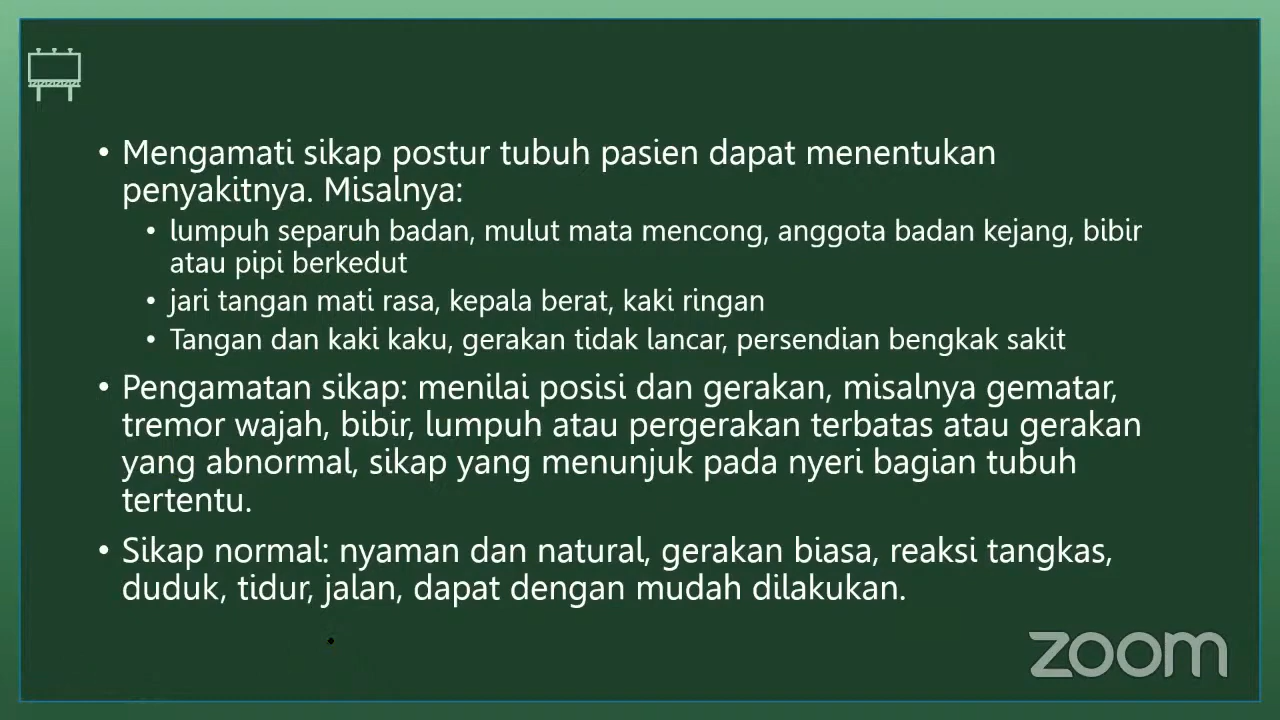 • Mengamati sikap postur tubuh pasien dapat menentukan
penyakitnya. Misalnya:
• lumpuh separuh badan, mulut mata mencong, anggota badan kejang, bibir
atau pipi berkedut
• jari tangan mati rasa, kepala berat, kaki ringan
• Tangan dan kaki kaku, gerakan tidak lancar, persendian bengkak sakit
• Pengamatan sikap: menilai posisi dan gerakan, misalnya gematar,
tremor wajah, bibir, lumpuh atau pergerakan terbatas atau gerakan
yang abnormal, sikap yang menunjuk pada nyeri bagian tubuh
tertentu.
• Sikap normal: nyaman dan natural, gerakan biasa, reaksi tangkas,
duduk, tidur, jalan, dapat dengan mudah dilakukan.
zoom